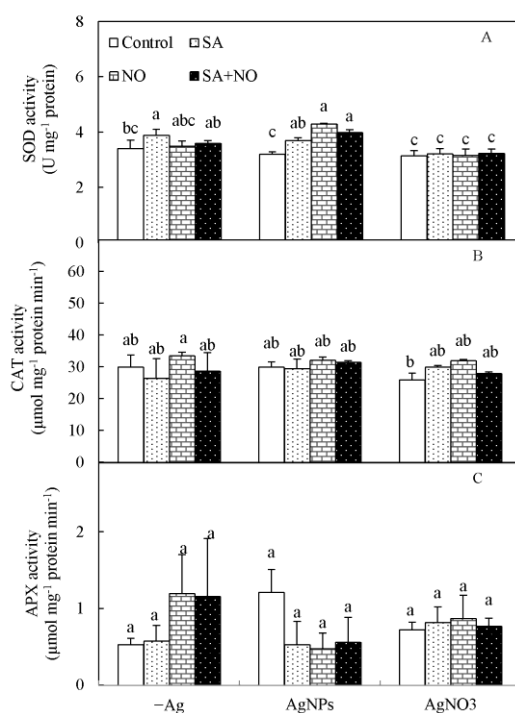 A
Control SA
NO SA+NO
SOD activity
(U mg⁻¹ protein)
8
6
4
2
0
bc a abc ab c ab a a c c c c
B
CAT activity
(μmol mg⁻¹ protein min⁻¹)
60
50
40
30
20
10
0
ab ab a ab ab ab ab ab b ab ab ab
C
APX activity
(μmol mg⁻¹ protein min⁻¹)
2
1
0
a a a a a a a a a a a a
−Ag AgNPs AgNO3